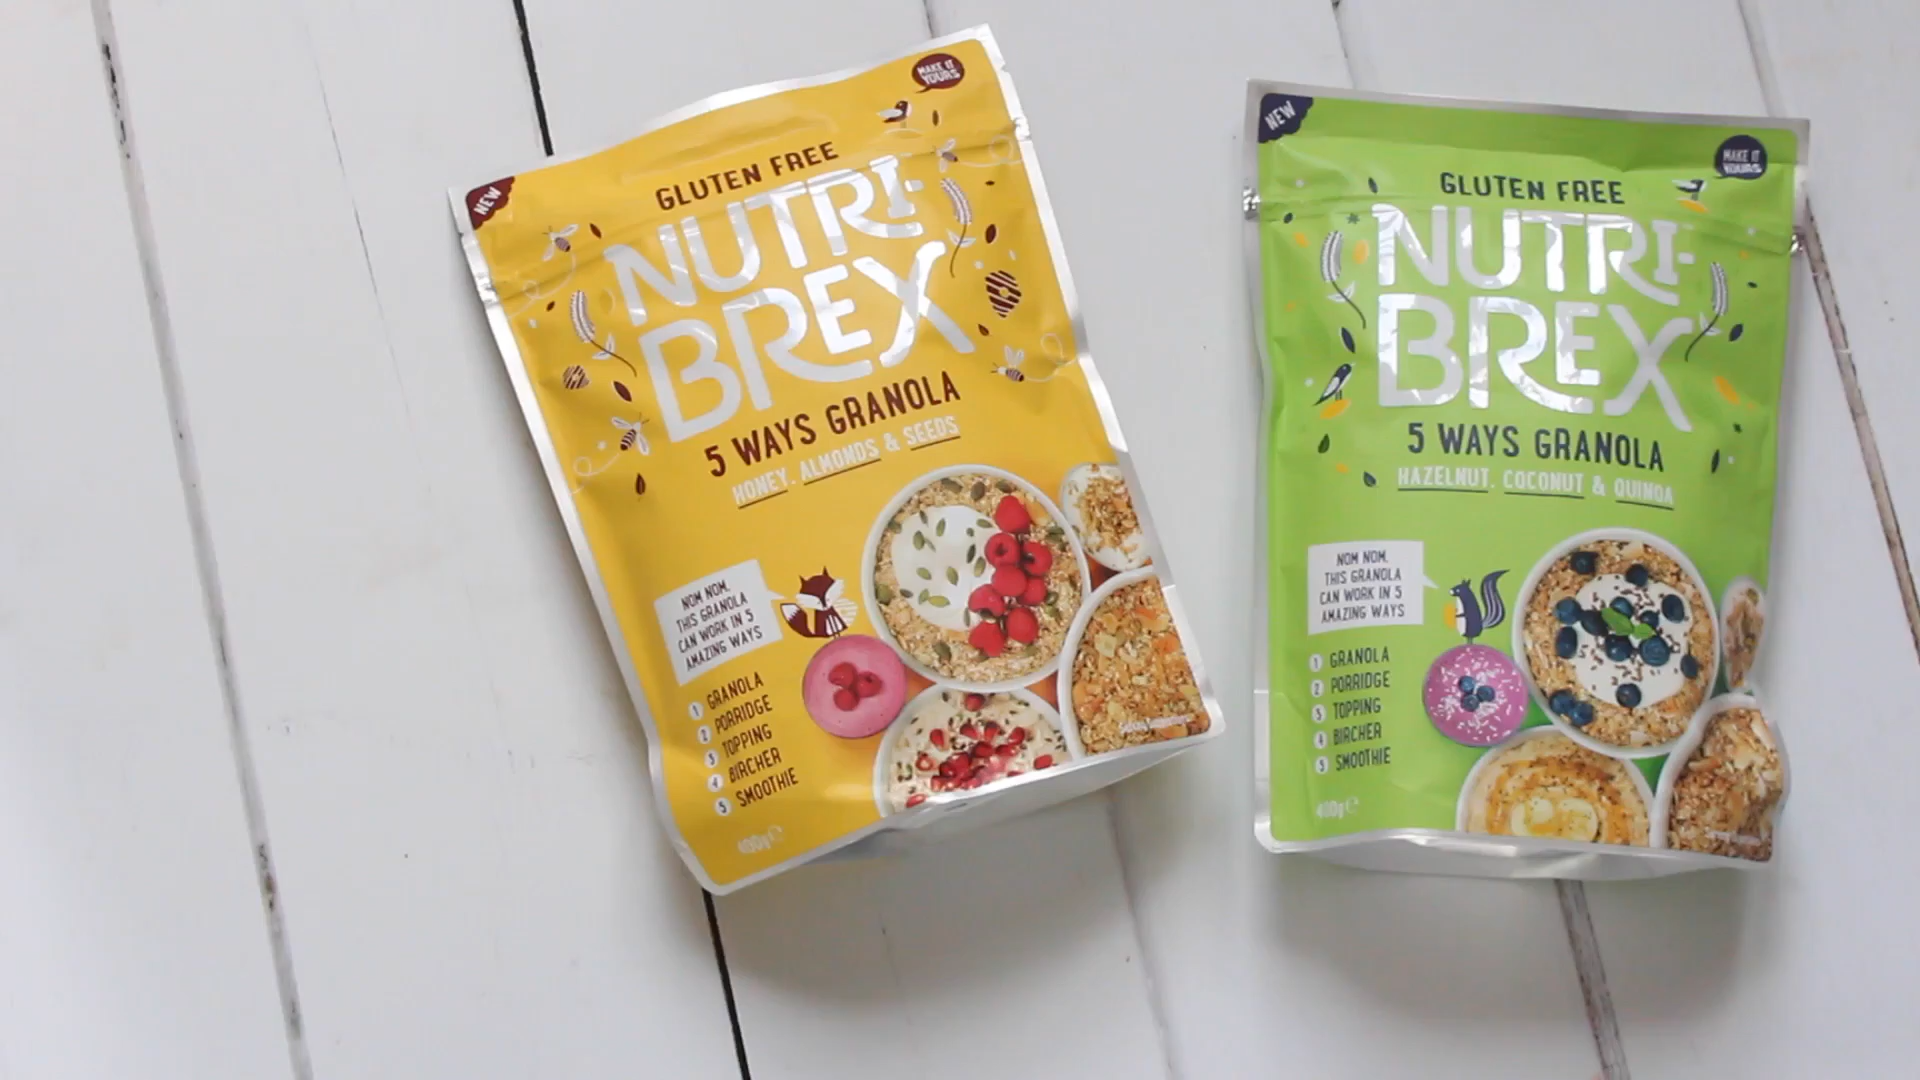 MAKE IT
YOURS
NEW
GLUTEN FREE
NUTRI-
BREX
5 WAYS GRANOLA
HONEY, ALMONDS & SEEDS
NOM NOM,
THIS GRANOLA
CAN WORK IN 5
AMAZING WAYS
1 GRANOLA
2 PORRIDGE
3 TOPPING
4 BIRCHER
5 SMOOTHIE
400g℮
NEW
MAKE IT
YOURS
GLUTEN FREE
NUTRI-
BREX
5 WAYS GRANOLA
HAZELNUT, COCONUT & QUINOA
NOM NOM,
THIS GRANOLA
CAN WORK IN 5
AMAZING WAYS
1 GRANOLA
2 PORRIDGE
3 TOPPING
4 BIRCHER
5 SMOOTHIE
400g℮